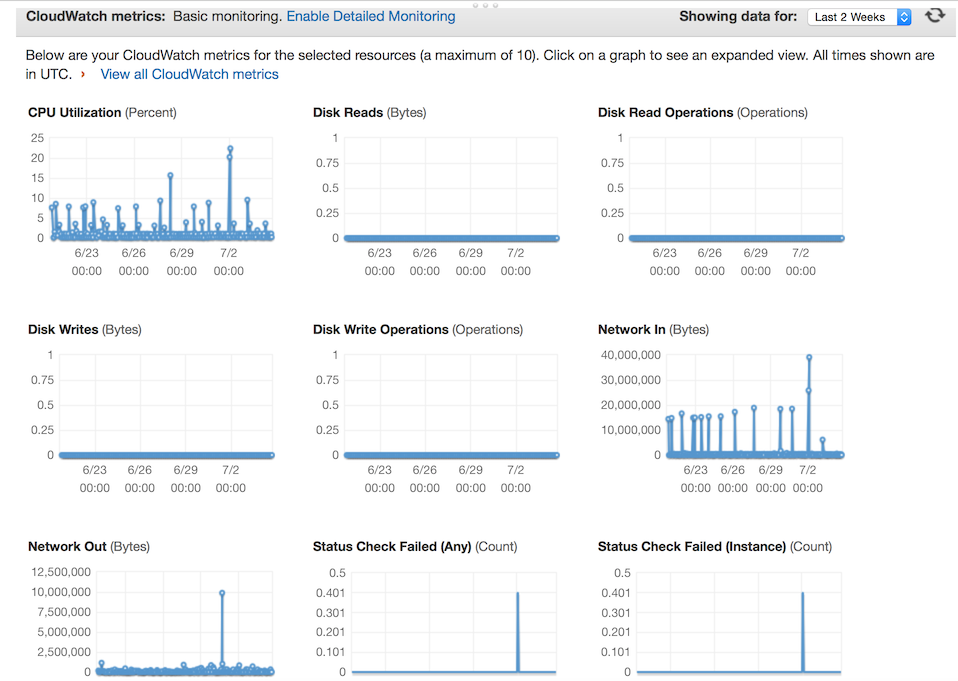 CloudWatch metrics: Basic monitoring. Enable Detailed Monitoring Showing data for: Last 2 Weeks
Below are your CloudWatch metrics for the selected resources (a maximum of 10). Click on a graph to see an expanded view. All times shown are
in UTC. › View all CloudWatch metrics
CPU Utilization (Percent)
25
20
15
10
5
0
6/23 6/26 6/29 7/2
00:00 00:00 00:00 00:00
Disk Reads (Bytes)
1
0.75
0.5
0.25
0
6/23 6/26 6/29 7/2
00:00 00:00 00:00 00:00
Disk Read Operations (Operations)
1
0.75
0.5
0.25
0
6/23 6/26 6/29 7/2
00:00 00:00 00:00 00:00
Disk Writes (Bytes)
1
0.75
0.5
0.25
0
6/23 6/26 6/29 7/2
00:00 00:00 00:00 00:00
Disk Write Operations (Operations)
1
0.75
0.5
0.25
0
6/23 6/26 6/29 7/2
00:00 00:00 00:00 00:00
Network In (Bytes)
40,000,000
30,000,000
20,000,000
10,000,000
0
6/23 6/26 6/29 7/2
00:00 00:00 00:00 00:00
Network Out (Bytes)
12,500,000
10,000,000
7,500,000
5,000,000
2,500,000
0
Status Check Failed (Any) (Count)
0.5
0.401
0.301
0.201
0.101
0
Status Check Failed (Instance) (Count)
0.5
0.401
0.301
0.201
0.101
0